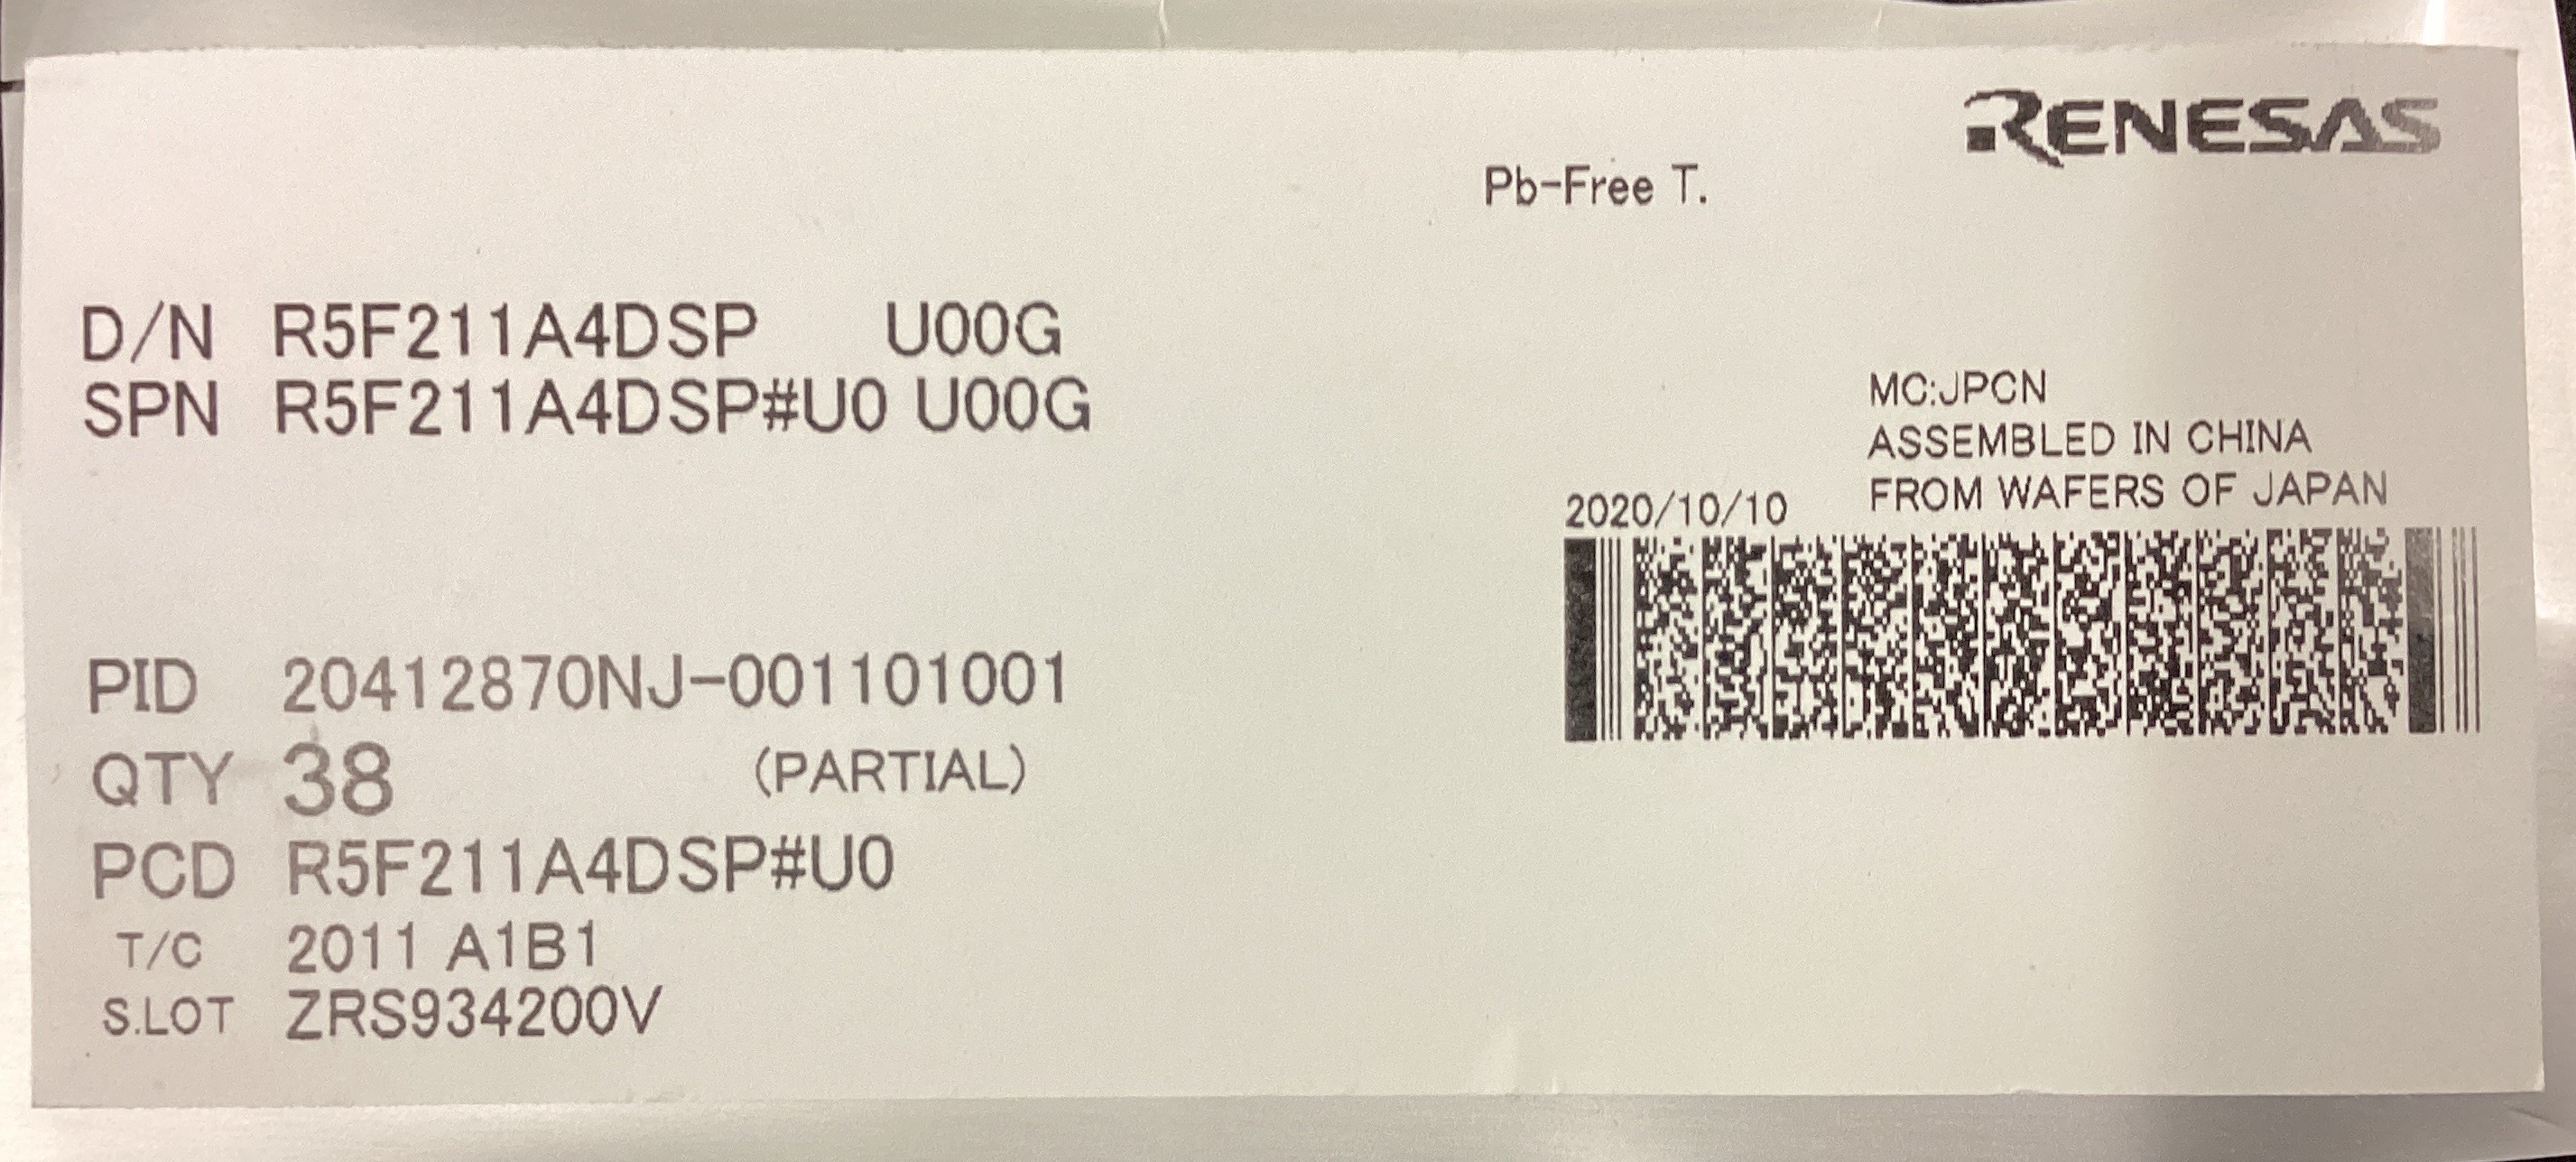 RENESAS
Pb-Free T.
D/N R5F211A4DSP U00G
SPN R5F211A4DSP#U0 U00G
MC:JPCN
ASSEMBLED IN CHINA
FROM WAFERS OF JAPAN
2020/10/10
PID 20412870NJ-001101001
QTY 38 (PARTIAL)
PCD R5F211A4DSP#U0
T/C 2011 A1B1
S.LOT ZRS934200V